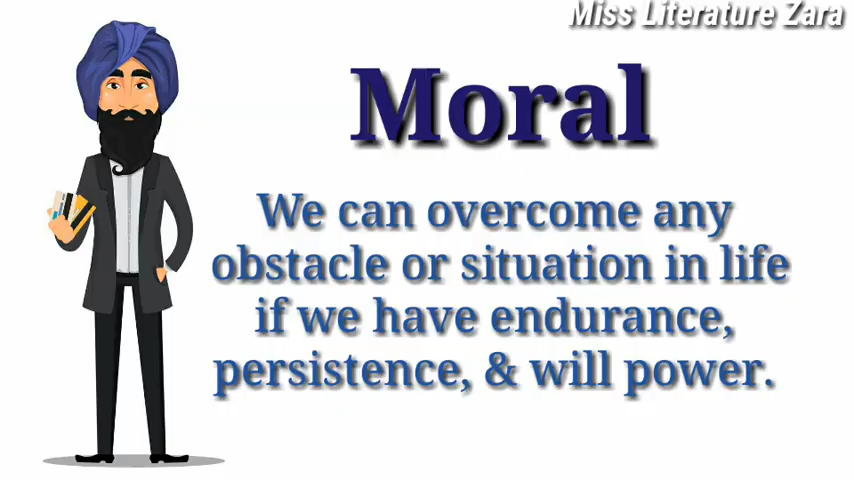 Miss Literature Zara
Moral
We can overcome any
obstacle or situation in life
if we have endurance,
persistence, & will power.